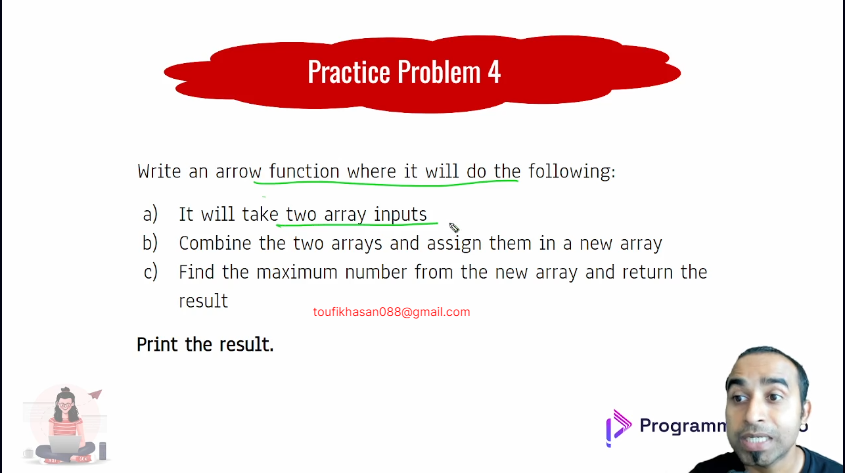 Practice Problem 4
Write an arrow function where it will do the following:
a) It will take two array inputs
b) Combine the two arrays and assign them in a new array
c) Find the maximum number from the new array and return the
result
toufikhasan088@gmail.com
Print the result.